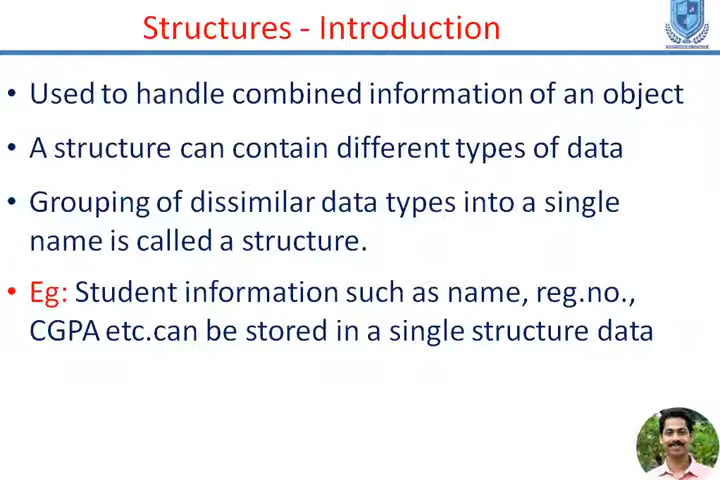 Structures - Introduction
• Used to handle combined information of an object
• A structure can contain different types of data
• Grouping of dissimilar data types into a single
name is called a structure.
• Eg: Student information such as name, reg.no.,
CGPA etc.can be stored in a single structure data